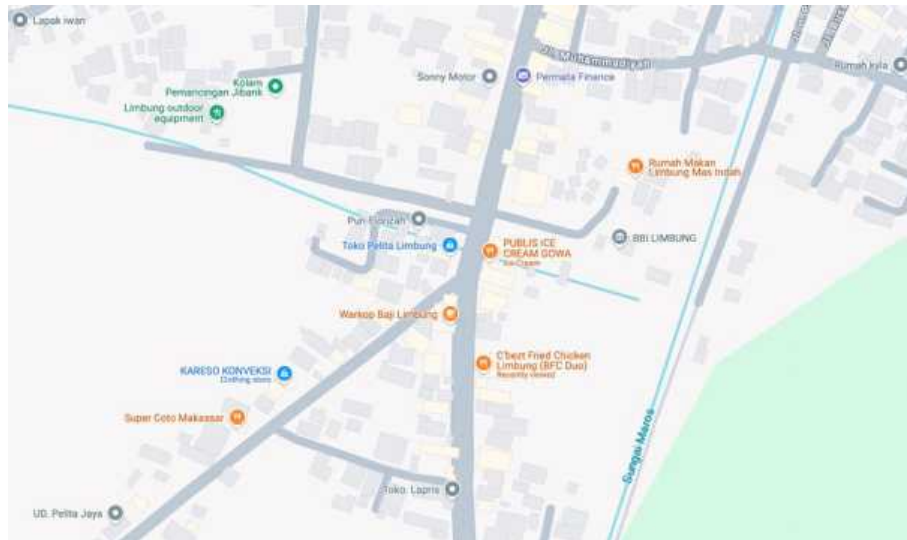 Lapak iwan
Jl. Muhammadiyah
Sonny Motor
Permata Finance
Rumah kyla
Kolam
Pemancingan Jibank
Limbung outdoor
equipment
Rumah Makan
Limbung Mas Indah
Toko Pelita Limbung
PUBLIS ICE
CREAM GOWA
Ice Cream
BBI LIMBUNG
Warkop Baji Limbung
C'bezt Fried Chicken
Limbung (BFC Duo)
Recently viewed
KARESO KONVEKSI
Clothing store
Super Coto Makassar
Sungai Maros
Toko. Lapris
UD. Pelita Jaya